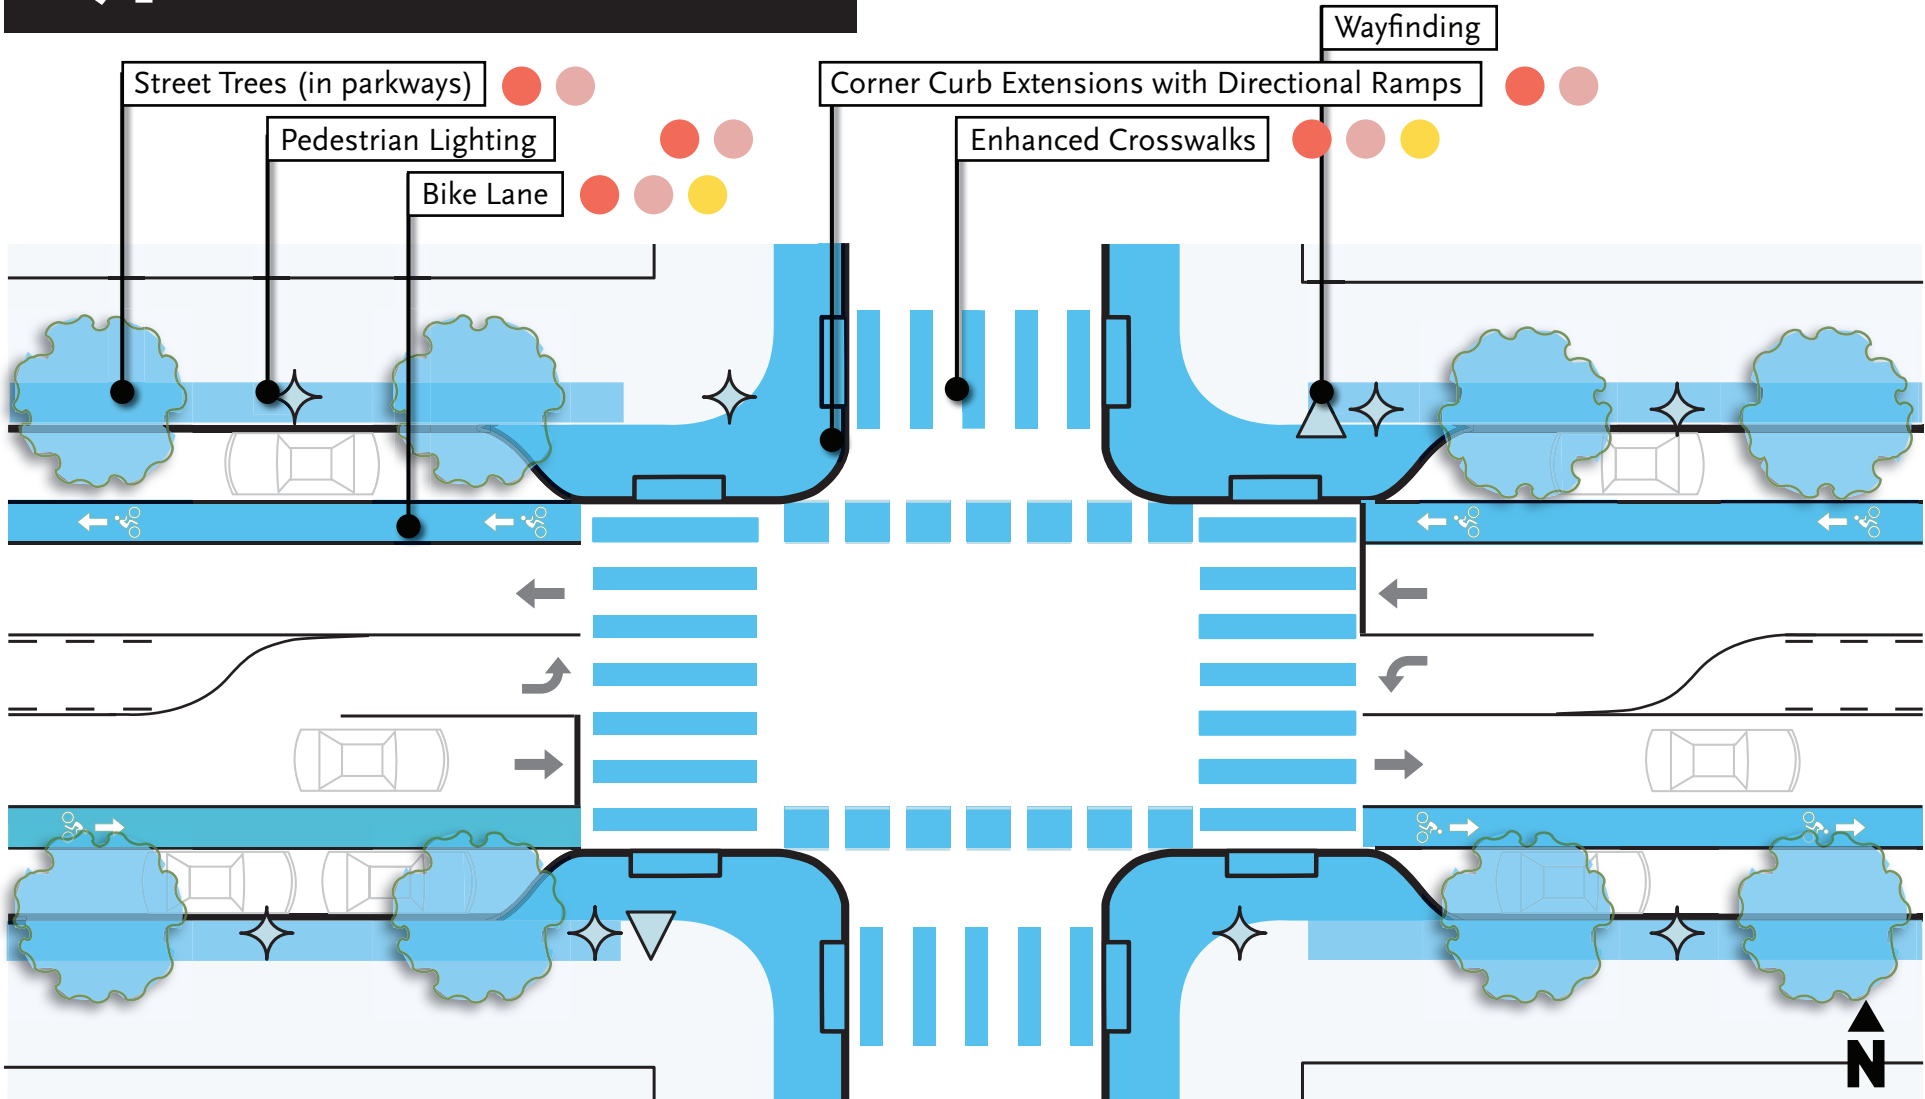 Wayfinding
Street Trees (in parkways)
Corner Curb Extensions with Directional Ramps
Pedestrian Lighting
Enhanced Crosswalks
Bike Lane
N